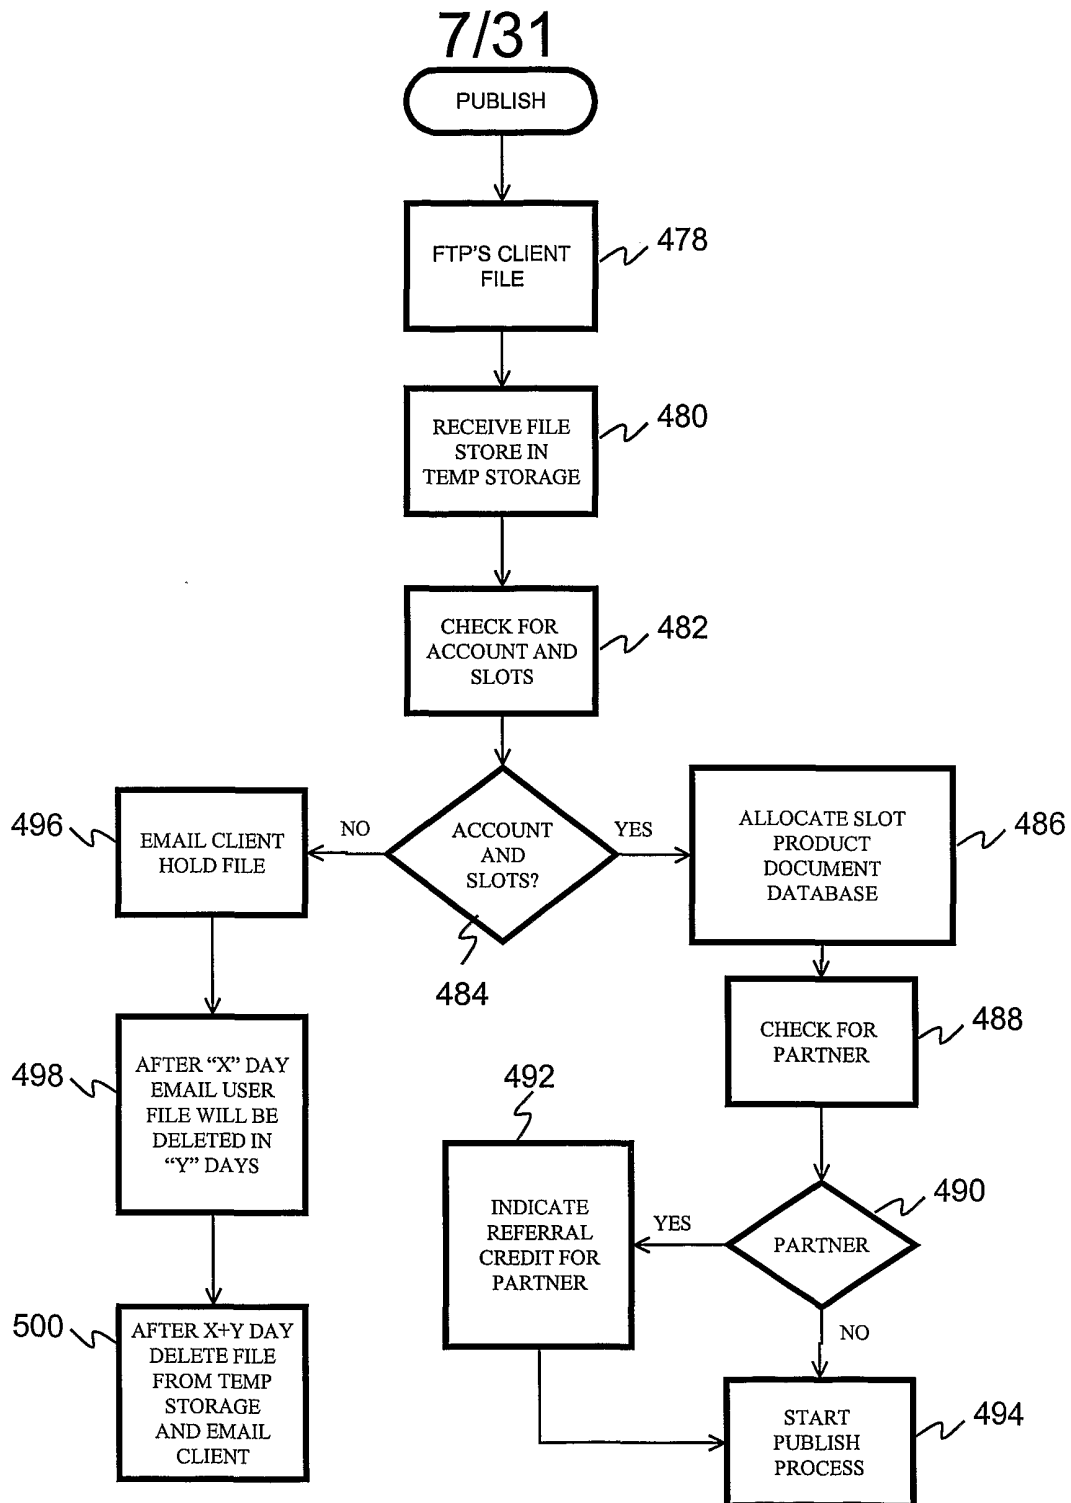 7/31
PUBLISH
FTP'S CLIENT
FILE
478
RECEIVE FILE
STORE IN
TEMP STORAGE
480
CHECK FOR
ACCOUNT AND
SLOTS
482
ACCOUNT
AND
SLOTS?
484
NO
YES
EMAIL CLIENT
HOLD FILE
496
AFTER “X” DAY
EMAIL USER
FILE WILL BE
DELETED IN
“Y” DAYS
498
AFTER X+Y DAY
DELETE FILE
FROM TEMP
STORAGE
AND EMAIL
CLIENT
500
ALLOCATE SLOT
PRODUCT
DOCUMENT
DATABASE
486
CHECK FOR
PARTNER
488
PARTNER
490
YES
NO
INDICATE
REFERRAL
CREDIT FOR
PARTNER
492
START
PUBLISH
PROCESS
494